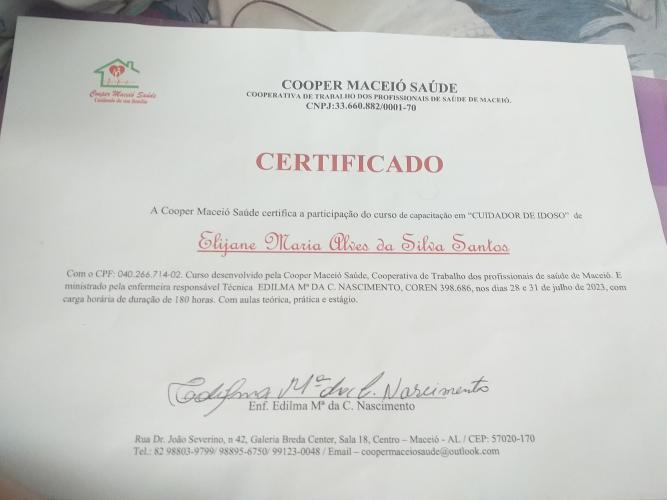 Cooper Maceió Saúde
Cuidando de sua família
COOPER MACEIÓ SAÚDE
COOPERATIVA DE TRABALHO DOS PROFISSIONAIS DE SAÚDE DE MACEIÓ.
CNPJ:33.660.882/0001-70
CERTIFICADO
A Cooper Maceió Saúde certifica a participação do curso de capacitação em “CUIDADOR DE IDOSO” de
Elijane Maria Alves da Silva Santos
Com o CPF: 040.266.714-02. Curso desenvolvido pela Cooper Maceió Saúde, Cooperativa de Trabalho dos profissionais de saúde de Maceió. E
ministrado pela enfermeira responsável Técnica EDILMA Mª DA C. NASCIMENTO, COREN 398.686, nos dias 28 e 31 de julho de 2023, com
carga horária de duração de 180 horas. Com aulas teórica, prática e estágio.
Edilma Mª da C. Nascimento
Enf. Edilma Mª da C. Nascimento
Rua Dr. João Severino, n 42, Galeria Breda Center, Sala 18, Centro – Maceió - AL / CEP: 57020-170
Tel.: 82 98803-9799/ 98895-6750/ 99123-0048 / Email – coopermaceiosaude@outlook.com